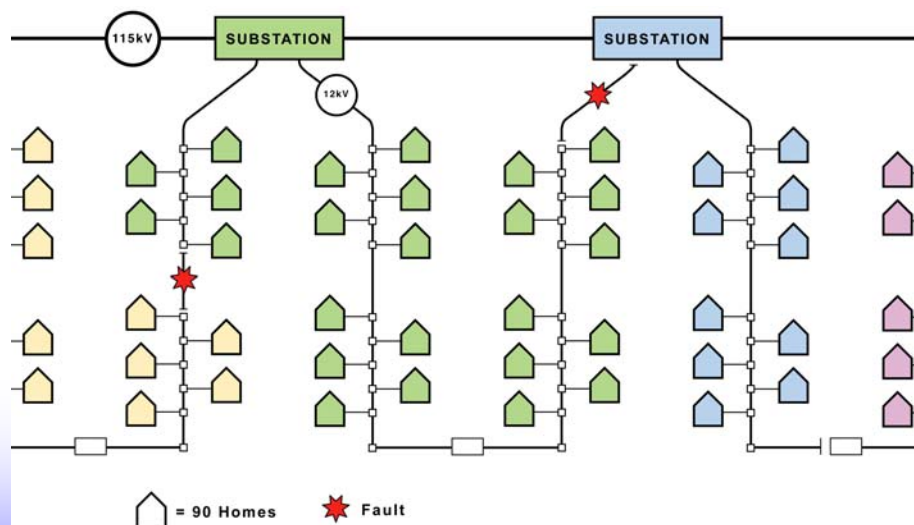 115kV
SUBSTATION
SUBSTATION
12kV
= 90 Homes
Fault